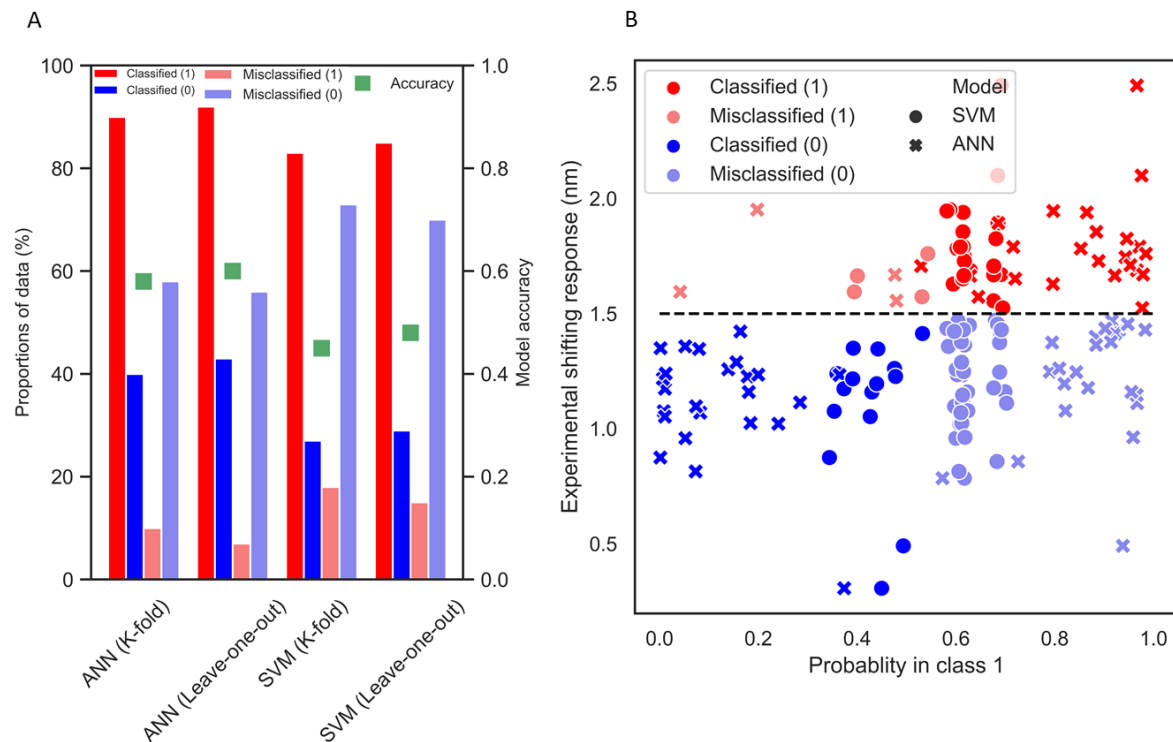 A
B
Classified (1)
Classified (0)
Misclassified (1)
Misclassified (0)
Accuracy
Proportions of data (%)
100
80
60
40
20
0
1.0
0.8
0.6
0.4
0.2
0.0
Model accuracy
ANN (K-fold)
ANN (Leave-one-out)
SVM (K-fold)
SVM (Leave-one-out)
Classified (1)
Misclassified (1)
Classified (0)
Misclassified (0)
Model
SVM
ANN
Experimental shifting response (nm)
2.5
2.0
1.5
1.0
0.5
0.0
0.2
0.4
0.6
0.8
1.0
Probablity in class 1